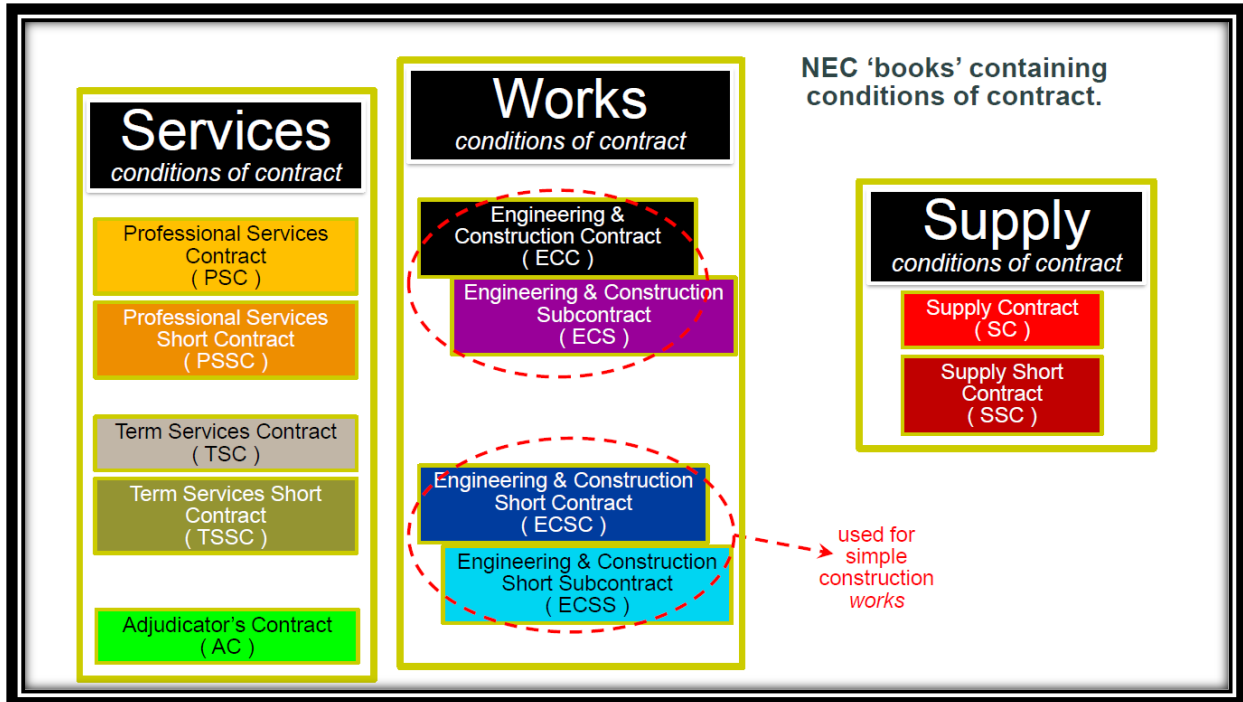 NEC ‘books’ containing
conditions of contract.
Services
conditions of contract
Professional Services
Contract
( PSC )
Professional Services
Short Contract
( PSSC )
Term Services Contract
( TSC )
Term Services Short
Contract
( TSSC )
Adjudicator’s Contract
( AC )
Works
conditions of contract
Engineering &
Construction Contract
( ECC )
Engineering & Construction
Subcontract
( ECS )
Engineering & Construction
Short Contract
( ECSC )
Engineering & Construction
Short Subcontract
( ECSS )
used for
simple
construction
works
Supply
conditions of contract
Supply Contract
( SC )
Supply Short
Contract
( SSC )